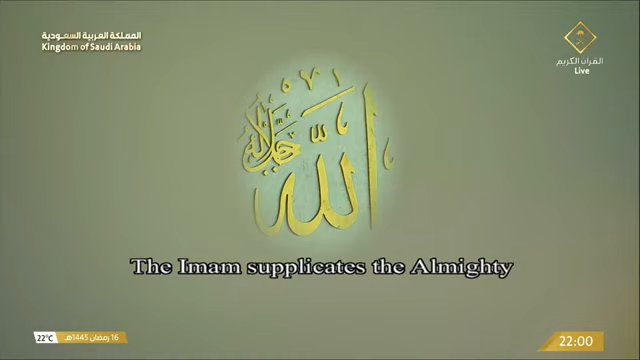 المملكة العربية السعودية
Kingdom of Saudi Arabia
القرآن الكريم
Live
الله
جل جلاله
The Imam supplicates the Almighty
22°C
16 رمضان 1445هـ
22:00